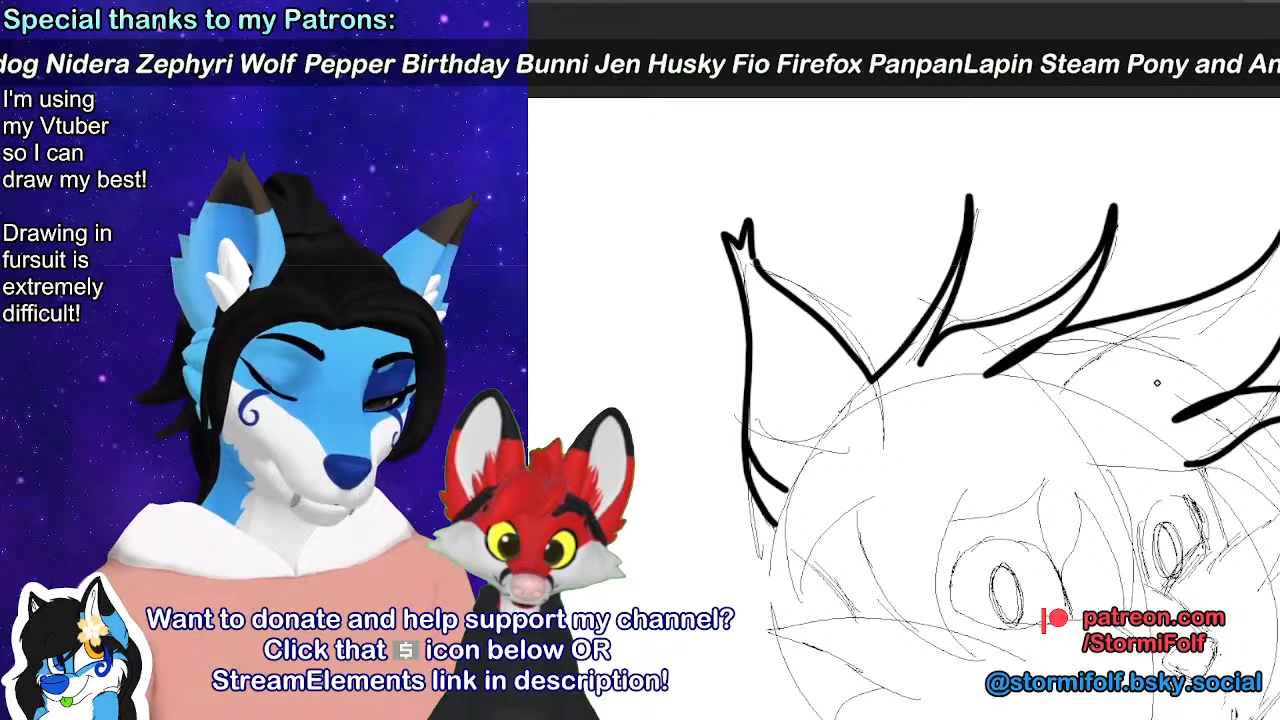 Special thanks to my Patrons:
dog Nidera Zephyri Wolf Pepper Birthday Bunni Jen Husky Fio Firefox PanpanLapin Steam Pony and An
I'm using
my Vtuber
so I can
draw my best!
Drawing in
fursuit is
extremely
difficult!
Want to donate and help support my channel?
Click that $ icon below OR
StreamElements link in description!
patreon.com
/StormiFolf
@stormifolf.bsky.social